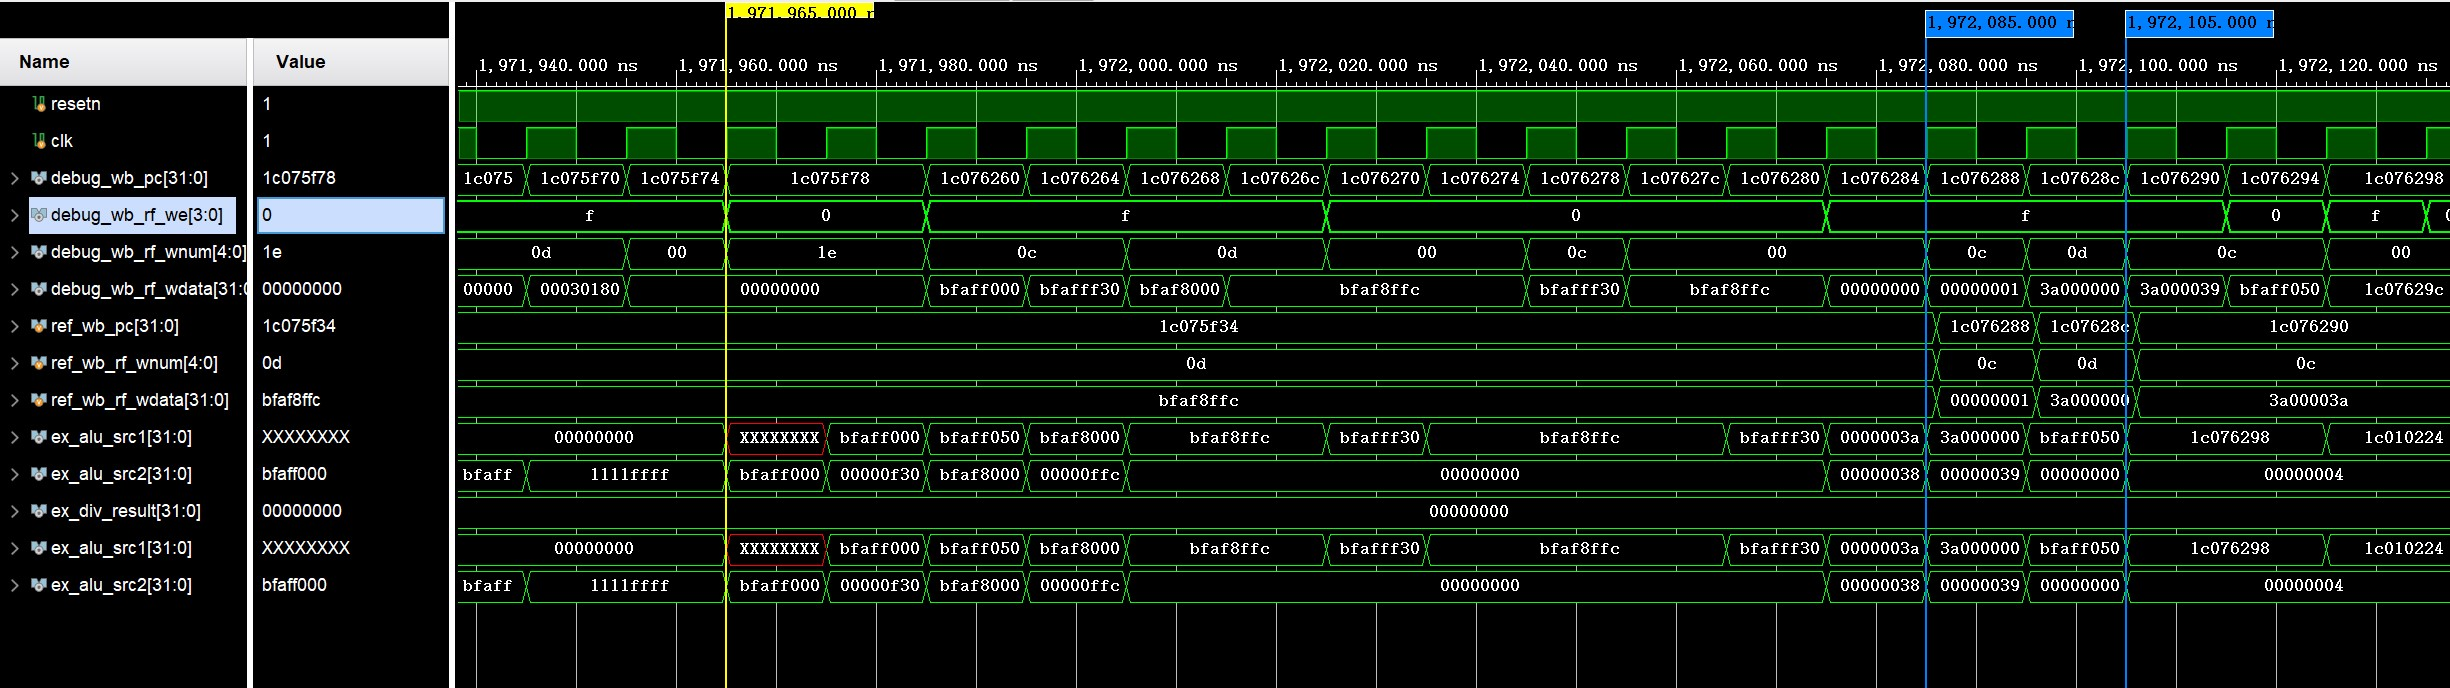 1,971,965.000 n
1,972,085.000 n 1,972,105.000 n
Name Value 1,971,940.000 ns 1,971,960.000 ns 1,971,980.000 ns 1,972,000.000 ns 1,972,020.000 ns 1,972,040.000 ns 1,972,060.000 ns 1,972,080.000 ns 1,972,100.000 ns 1,972,120.000 ns
resetn 1
clk 1
debug_wb_pc[31:0] 1c075f78 1c075 1c075f70 1c075f74 1c075f78 1c076260 1c076264 1c076268 1c07626c 1c076270 1c076274 1c076278 1c07627c 1c076280 1c076284 1c076288 1c07628c 1c076290 1c076294 1c076298
debug_wb_rf_we[3:0] 0 f 0 f 0 f 0 f
debug_wb_rf_wnum[4:0] 1e 0d 00 1e 0c 0d 00 0c 00 0c 0d 0c 00
debug_wb_rf_wdata[31:0 00000000 00000 00030180 00000000 bfaff000 bfafff30 bfaf8000 bfaf8ffc bfafff30 bfaf8ffc 00000000 00000001 3a000000 3a000039 bfaff050 1c07629c
ref_wb_pc[31:0] 1c075f34 1c075f34 1c076288 1c07628c 1c076290
ref_wb_rf_wnum[4:0] 0d 0d 0c 0d 0c
ref_wb_rf_wdata[31:0] bfaf8ffc bfaf8ffc 00000001 3a000000 3a00003a
ex_alu_src1[31:0] XXXXXXXX 00000000 XXXXXXXX bfaff000 bfaff050 bfaf8000 bfaf8ffc bfafff30 bfaf8ffc bfafff30 0000003a 3a000000 bfaff050 1c076298 1c010224
ex_alu_src2[31:0] bfaff000 bfaff 1111ffff bfaff000 00000f30 bfaf8000 00000ffc 00000000 00000038 00000039 00000000 00000004
ex_div_result[31:0] 00000000 00000000
ex_alu_src1[31:0] XXXXXXXX 00000000 XXXXXXXX bfaff000 bfaff050 bfaf8000 bfaf8ffc bfafff30 bfaf8ffc bfafff30 0000003a 3a000000 bfaff050 1c076298 1c010224
ex_alu_src2[31:0] bfaff000 bfaff 1111ffff bfaff000 00000f30 bfaf8000 00000ffc 00000000 00000038 00000039 00000000 00000004